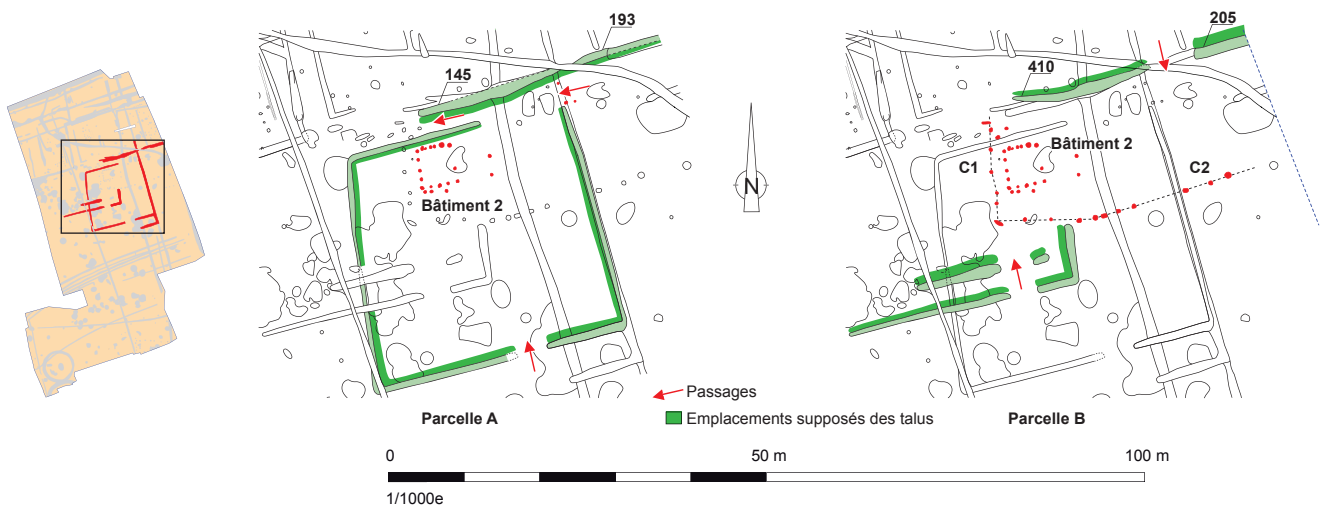 193
145
Bâtiment 2
Parcelle A
N
205
410
Bâtiment 2
C1
C2
Parcelle B
Passages
Emplacements supposés des talus
0 50 m 100 m
1/1000e